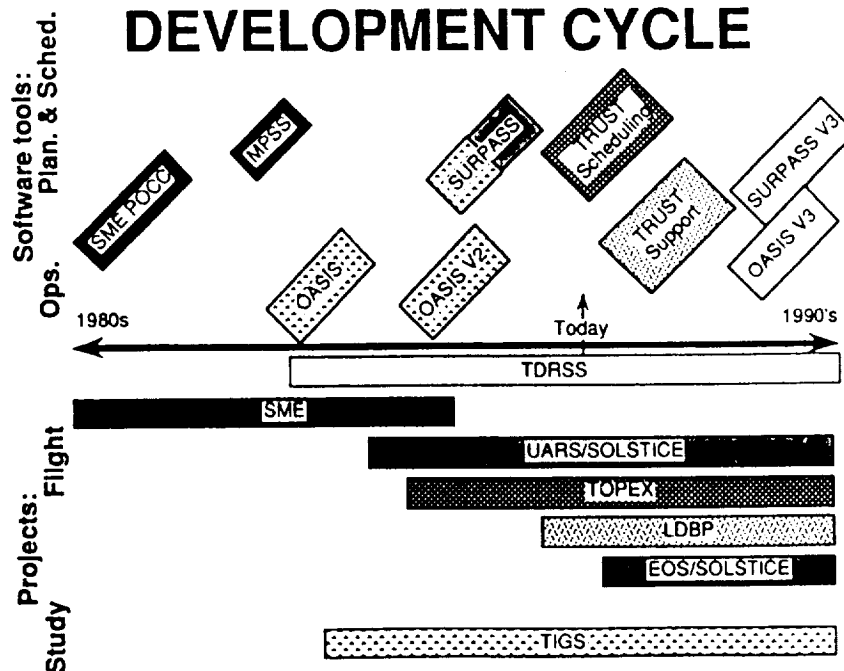 DEVELOPMENT CYCLE
Software tools:
Plan. & Sched.
Ops.
SME POCC
MPSS
SURPASS
TRUST
Scheduling
SURPASS V3
OASIS
OASIS V2
TRUST
Support
OASIS V3
1980s
Today
1990's
TDRSS
Projects:
Flight
SME
UARS/SOLSTICE
TOPEX
LDBP
EOS/SOLSTICE
Study
TIGS